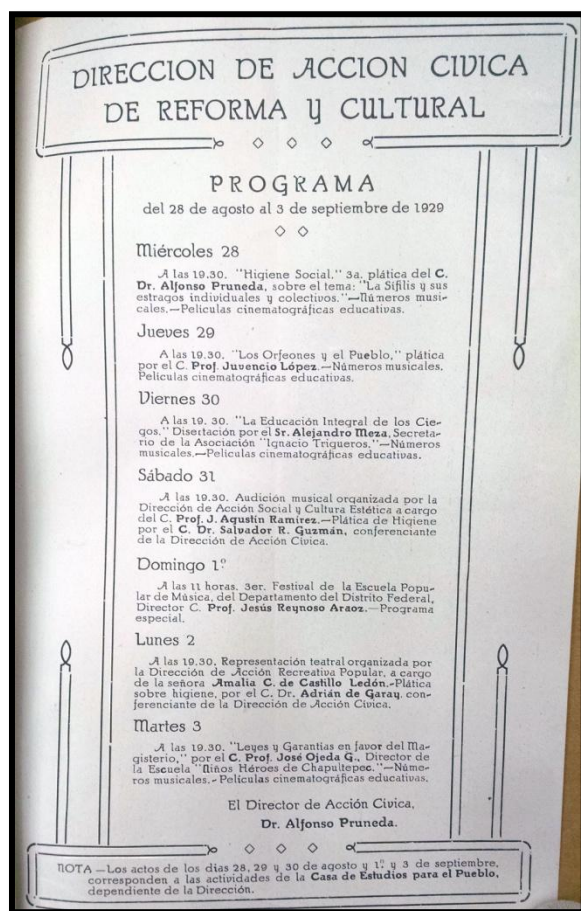 DIRECCION DE ACCION CIVICA
DE REFORMA Y CULTURAL
PROGRAMA
del 28 de agosto al 3 de septiembre de 1929
Miércoles 28
A las 19.30. "Higiene Social," 3a. plática del C.
Dr. Alfonso Pruneda, sobre el tema: "La Sífilis y sus
estragos individuales y colectivos."—Números musi-
cales.—Películas cinematográficas educativas.
Jueves 29
A las 19.30. "Los Orfeones y el Pueblo," plática
por el C. Prof. Juvencio López.—Números musicales.
Películas cinematográficas educativas.
Viernes 30
A las 19. 30. "La Educación Integral de los Cie-
gos." Disertación por el Sr. Alejandro Meza, Secreta-
rio de la Asociación "Ignacio Trigueros."—Números
musicales.—Películas cinematográficas educativas.
Sábado 31
A las 19.30. Audición musical organizada por la
Dirección de Acción Social y Cultura Estética a cargo
del C. Prof. J. Agustín Ramírez.—Plática de Higiene
por el C. Dr. Salvador R. Guzmán, conferenciante
de la Dirección de Acción Cívica.
Domingo 1º
A las 11 horas. 3er. Festival de la Escuela Popu-
lar de Música, del Departamento del Distrito Federal,
Director C. Prof. Jesús Reynoso Araoz.—Programa
especial.
Lunes 2
A las 19.30. Representación teatral organizada por
la Dirección de Acción Recreativa Popular, a cargo
de la señora Amalia C. de Castillo Ledón.-Plática
sobre higiene, por el C. Dr. Adrián de Garay, con-
ferenciante de la Dirección de Acción Cívica.
Martes 3
A las 19.30. "Leyes y Garantías en favor del Ma-
gisterio," por el C. Prof. José Ojeda G., Director de
la Escuela "Niños Héroes de Chapultepec."—Núme-
ros musicales.-Películas cinematográficas educativas.
El Director de Acción Cívica,
Dr. Alfonso Pruneda.
NOTA—Los actos de los días 28, 29 y 30 de agosto y 1º y 3 de septiembre,
corresponden a las actividades de la Casa de Estudios para el Pueblo,
dependiente de la Dirección.